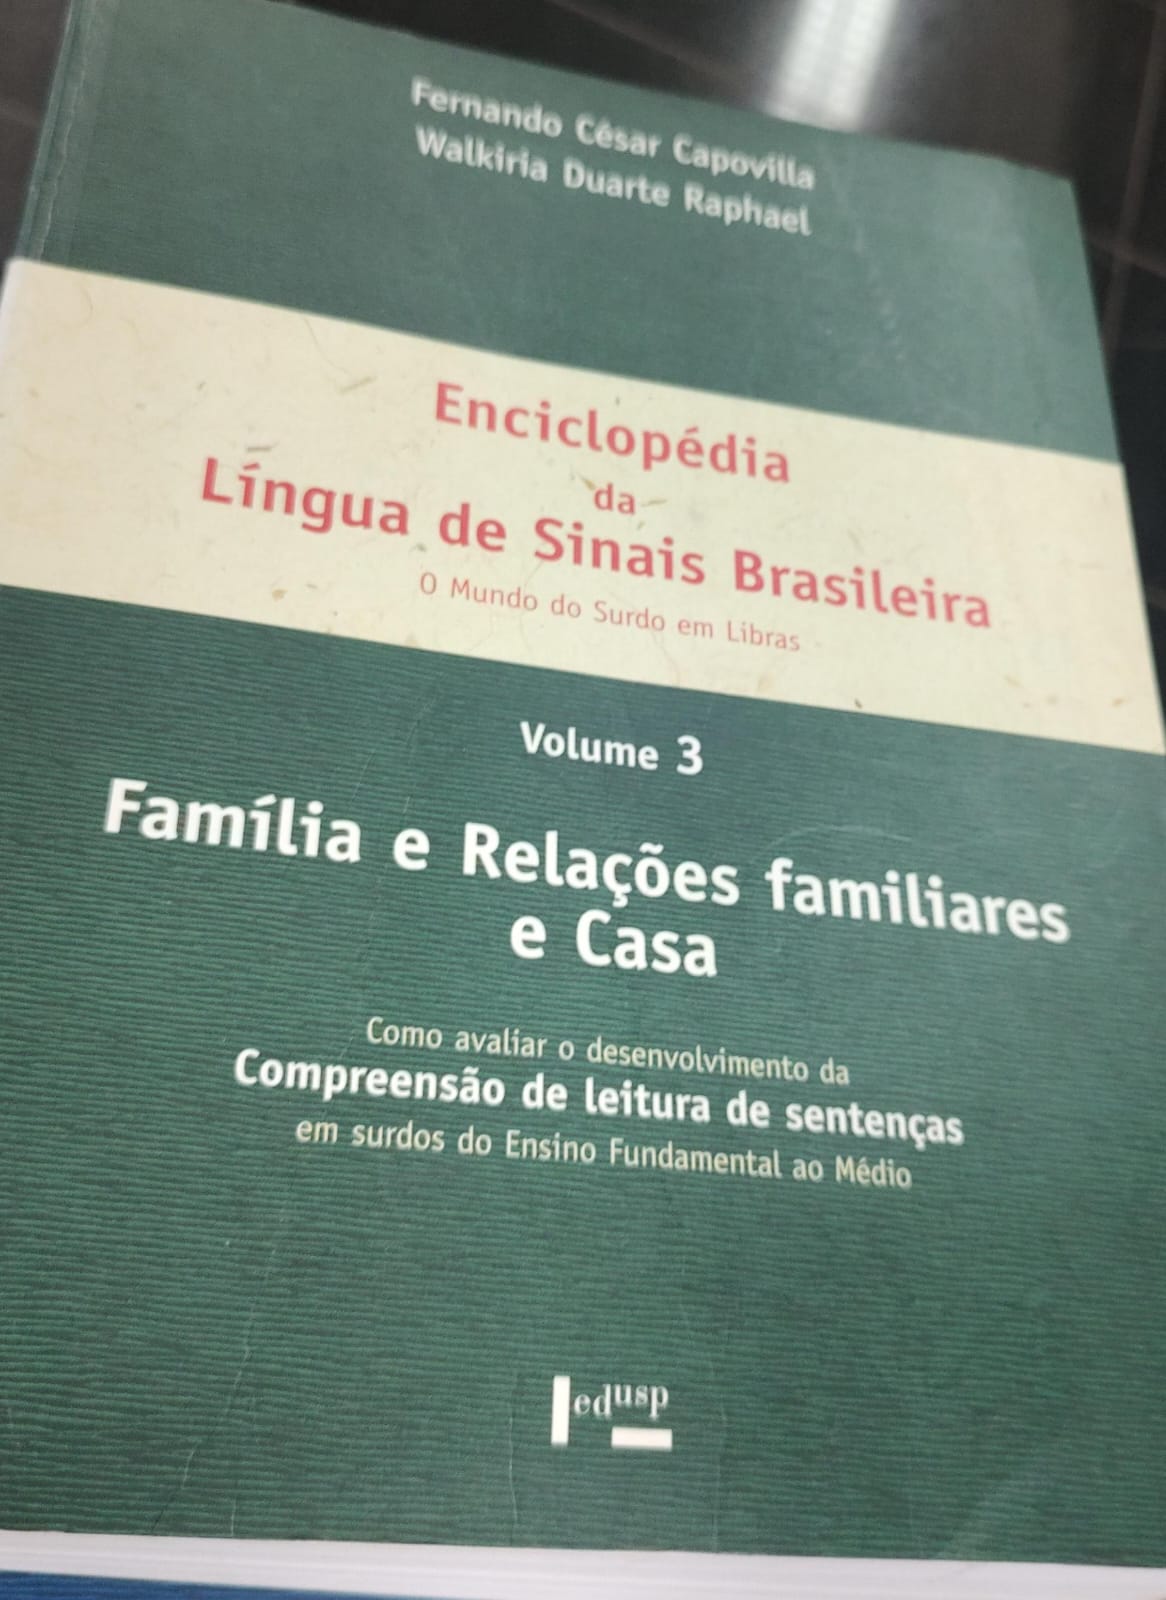 Fernando César Capovilla
Walkiria Duarte Raphael
Enciclopédia
da
Língua de Sinais Brasileira
O Mundo do Surdo em Libras
Volume 3
Família e Relações familiares
e Casa
Como avaliar o desenvolvimento da
Compreensão de leitura de sentenças
em surdos do Ensino Fundamental ao Médio
edusp